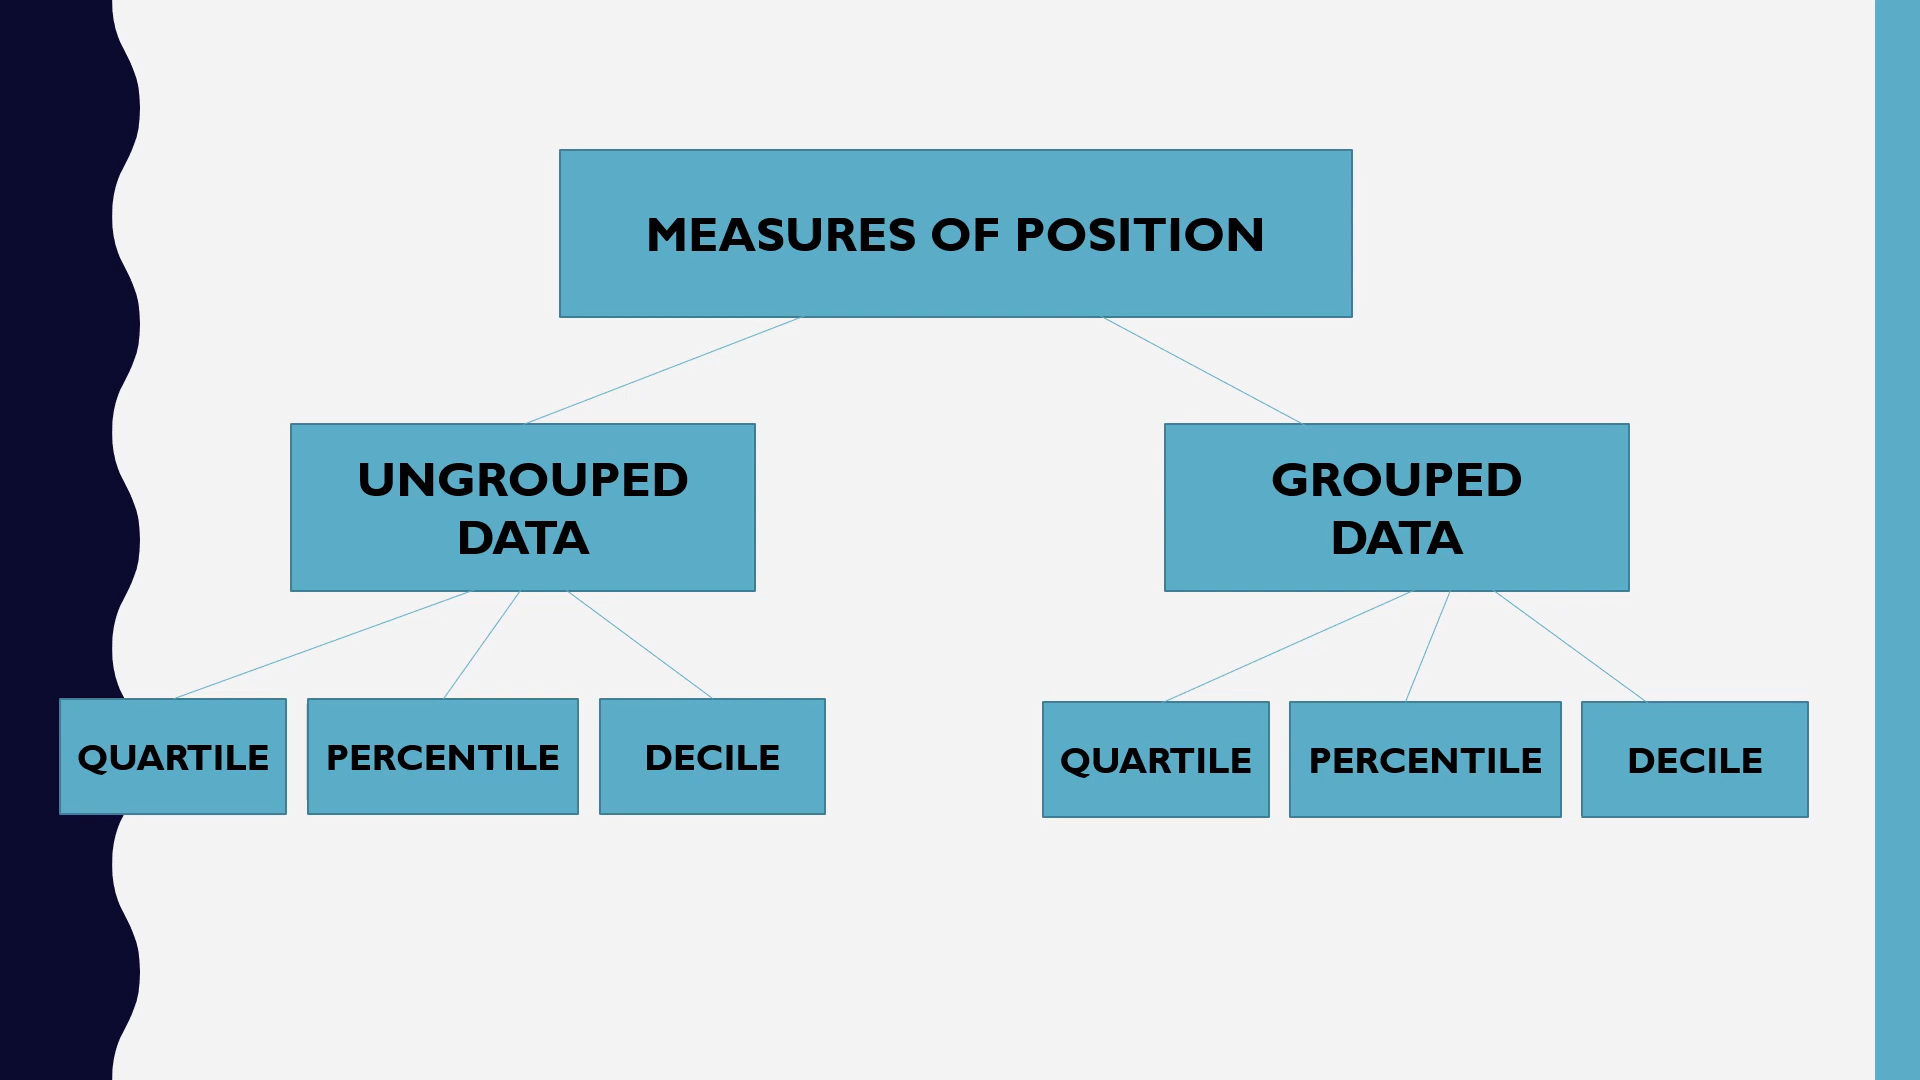 MEASURES OF POSITION
UNGROUPED
DATA
GROUPED
DATA
QUARTILE
PERCENTILE
DECILE
QUARTILE
PERCENTILE
DECILE